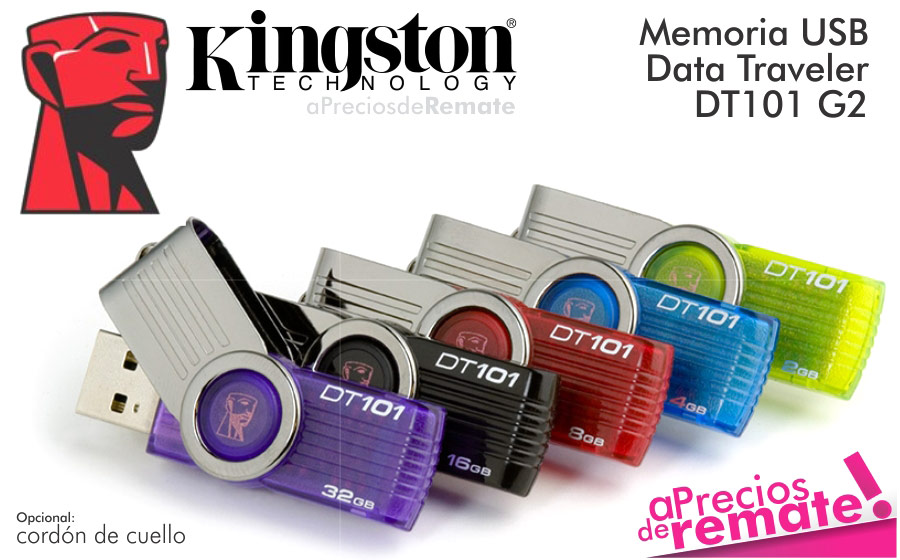 Kingston®
TECHNOLOGY
aPreciosdeRemate
Memoria USB
Data Traveler
DT101 G2
DT101
2GB
DT101
4GB
DT101
8GB
DT101
16GB
DT101
32GB
Opcional:
cordón de cuello
aPrecios
de remate!